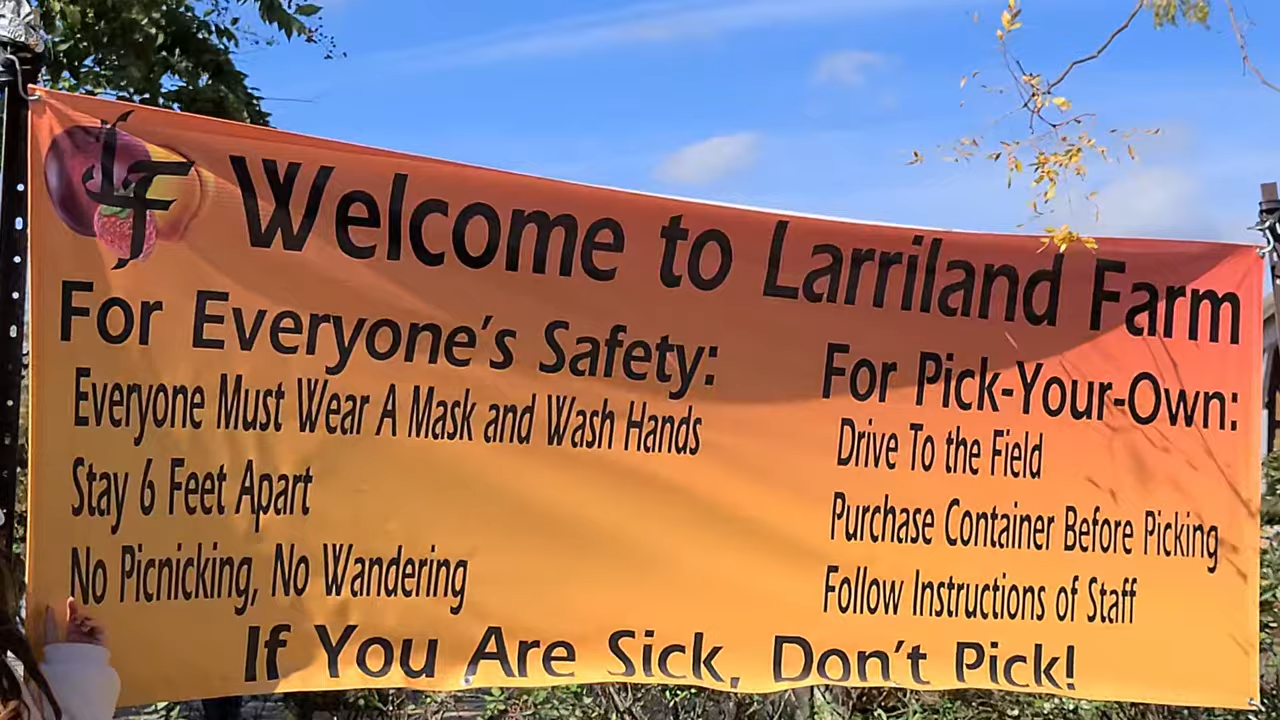 LF
Welcome to Larriland Farm
For Everyone's Safety:
Everyone Must Wear A Mask and Wash Hands
Stay 6 Feet Apart
No Picnicking, No Wandering
For Pick-Your-Own:
Drive To the Field
Purchase Container Before Picking
Follow Instructions of Staff
If You Are Sick, Don't Pick!